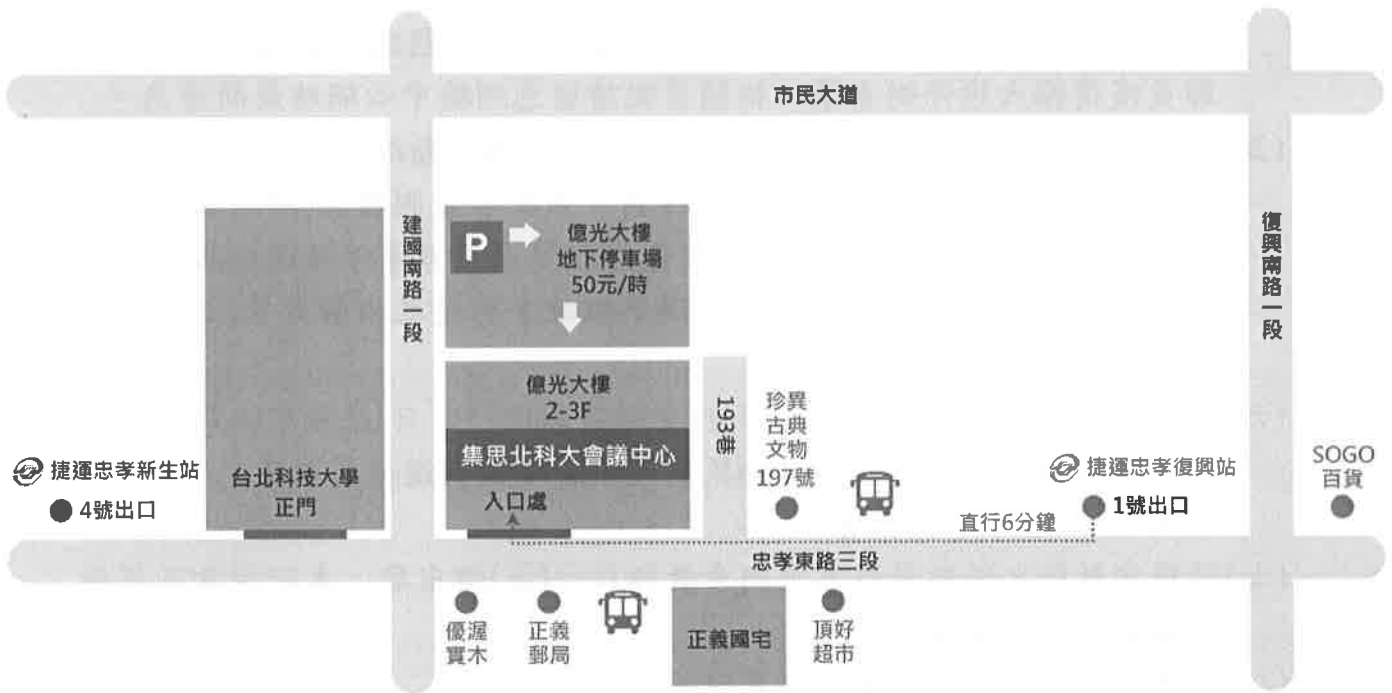 市民大道
建國南路一段
復興南路一段
P
億光大樓
地下停車場
50元/時
億光大樓
2-3F
集思北科大會議中心
入口處
193巷
珍異
古典
文物
197號
捷運忠孝新生站
4號出口
台北科技大學
正門
捷運忠孝復興站
1號出口
直行6分鐘
SOGO
百貨
忠孝東路三段
優渥
實木
正義
郵局
正義國宅
頂好
超市